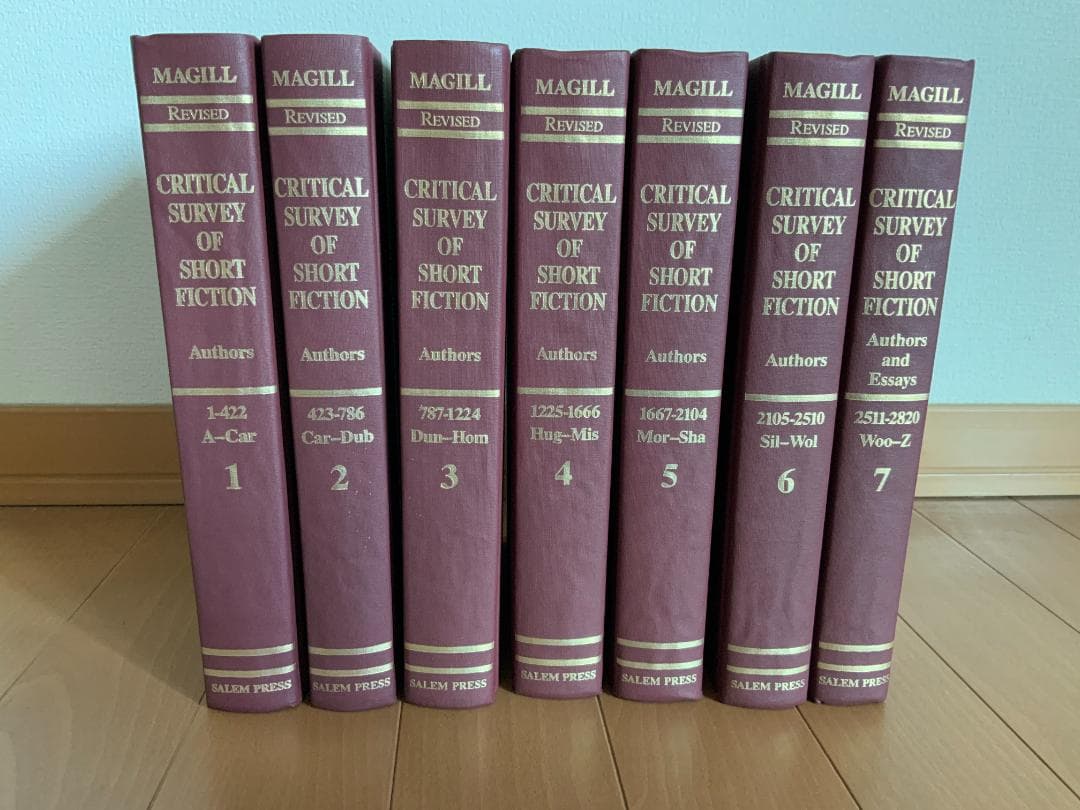 MAGILL
REVISED
CRITICAL
SURVEY
OF
SHORT
FICTION
Authors
1-422
A–Car
1
SALEM PRESS
MAGILL
REVISED
CRITICAL
SURVEY
OF
SHORT
FICTION
Authors
423-786
Car–Dub
2
SALEM PRESS
MAGILL
REVISED
CRITICAL
SURVEY
OF
SHORT
FICTION
Authors
787-1224
Dun–Hom
3
SALEM PRESS
MAGILL
REVISED
CRITICAL
SURVEY
OF
SHORT
FICTION
Authors
1225-1666
Hug–Mis
4
SALEM PRESS
MAGILL
REVISED
CRITICAL
SURVEY
OF
SHORT
FICTION
Authors
1667-2104
Mor–Sha
5
SALEM PRESS
MAGILL
REVISED
CRITICAL
SURVEY
OF
SHORT
FICTION
Authors
2105-2510
Sil–Wol
6
SALEM PRESS
MAGILL
REVISED
CRITICAL
SURVEY
OF
SHORT
FICTION
Authors
and
Essays
2511-2820
Woo–Z
7
SALEM PRESS